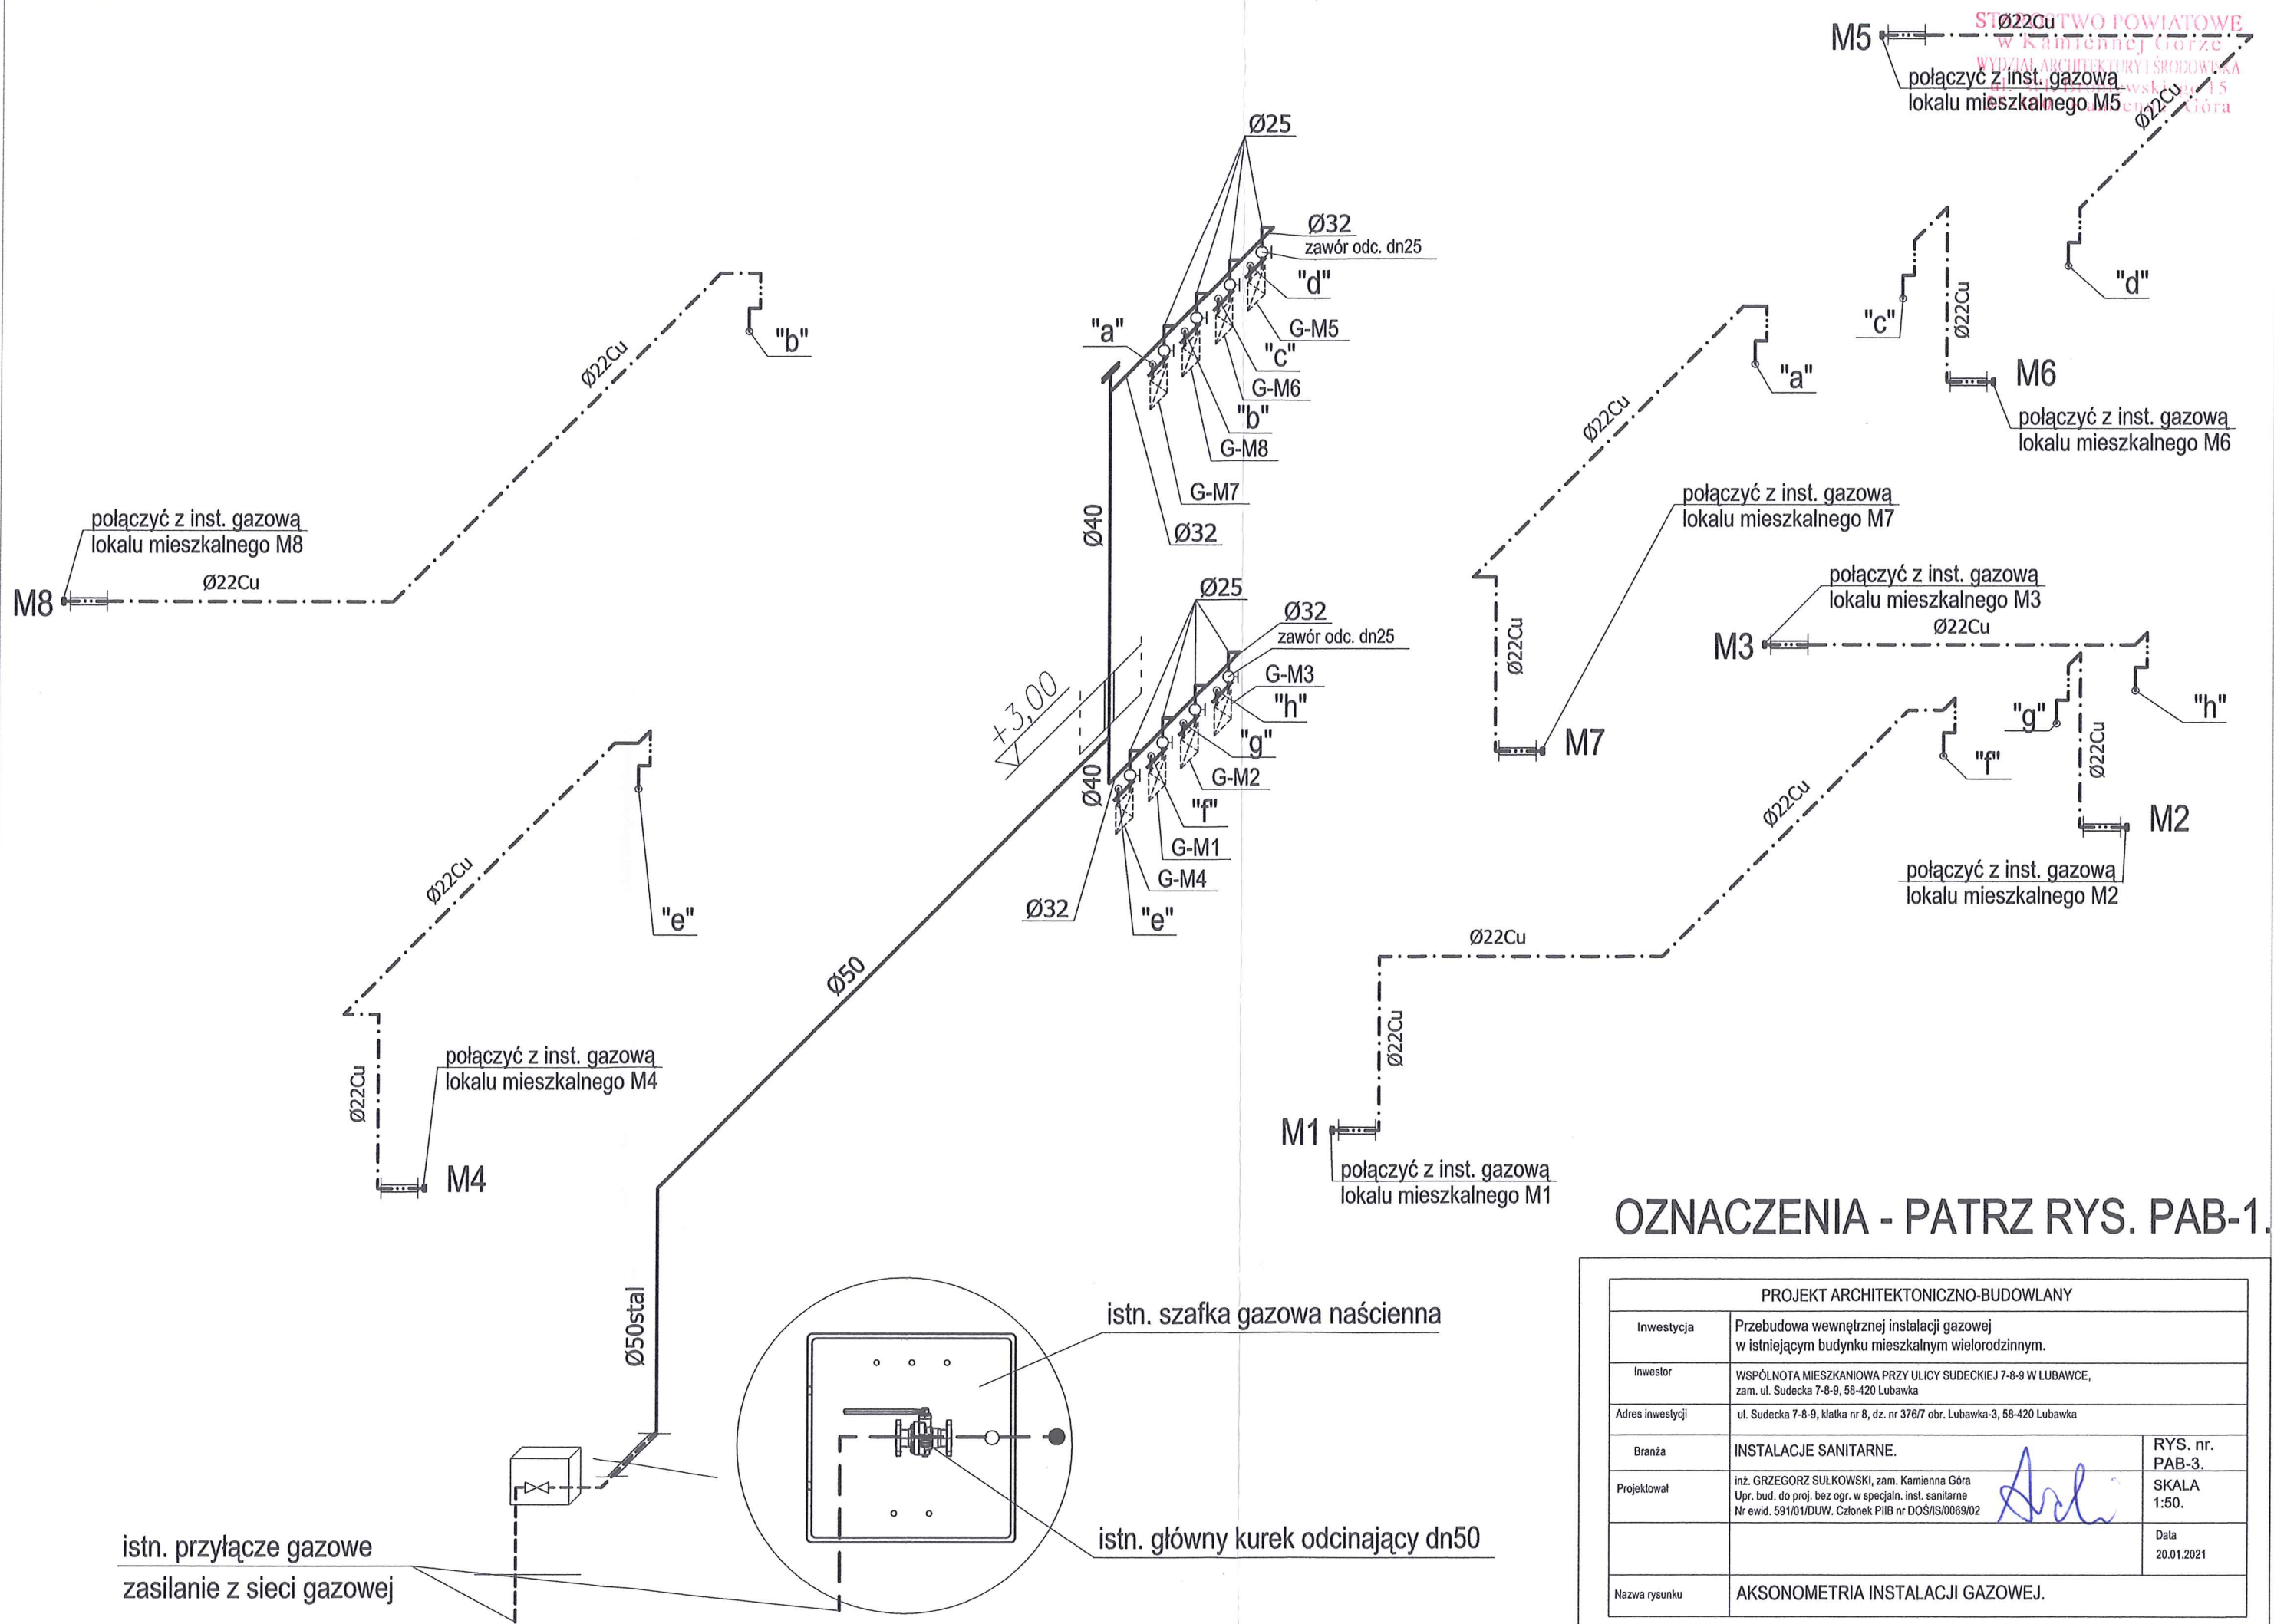 M5
Ø22Cu
STAROSTWO POWIATOWE
w Kamiennej Górze
WYDZIAŁ ARCHITEKTURY I ŚRODOWISKA
połączyć z inst. gazową
lokalu mieszkalnego M5
Góra
Ø22Cu
"d"
"c"
Ø22Cu
M6
połączyć z inst. gazową
lokalu mieszkalnego M6
Ø25
Ø32
zawór odc. dn25
"d"
"a"
G-M5
"c"
G-M6
"b"
G-M8
G-M7
Ø32
Ø40
Ø22Cu
"b"
połączyć z inst. gazową
lokalu mieszkalnego M8
M8
Ø22Cu
Ø22Cu
"a"
połączyć z inst. gazową
lokalu mieszkalnego M7
Ø22Cu
M7
połączyć z inst. gazową
lokalu mieszkalnego M3
M3
Ø22Cu
"h"
"g"
Ø22Cu
"f"
Ø22Cu
M2
połączyć z inst. gazową
lokalu mieszkalnego M2
Ø25
Ø32
zawór odc. dn25
G-M3
"h"
"g"
G-M2
"f"
G-M1
G-M4
"e"
Ø32
+3,00
Ø40
Ø50
Ø22Cu
"e"
Ø22Cu
połączyć z inst. gazową
lokalu mieszkalnego M4
M4
Ø22Cu
Ø22Cu
M1
połączyć z inst. gazową
lokalu mieszkalnego M1
Ø50stal
istn. szafka gazowa naścienna
istn. główny kurek odcinający dn50
istn. przyłącze gazowe
zasilanie z sieci gazowej
OZNACZENIA - PATRZ RYS. PAB-1.
PROJEKT ARCHITEKTONICZNO-BUDOWLANY
Inwestycja
Przebudowa wewnętrznej instalacji gazowej
w istniejącym budynku mieszkalnym wielorodzinnym.
Inwestor
WSPÓLNOTA MIESZKANIOWA PRZY ULICY SUDECKIEJ 7-8-9 W LUBAWCE,
zam. ul. Sudecka 7-8-9, 58-420 Lubawka
Adres inwestycji
ul. Sudecka 7-8-9, klatka nr 8, dz. nr 376/7 obr. Lubawka-3, 58-420 Lubawka
Branża
INSTALACJE SANITARNE.
RYS. nr.
PAB-3.
Projektował
inż. GRZEGORZ SUŁKOWSKI, zam. Kamienna Góra
Upr. bud. do proj. bez ogr. w specjaln. inst. sanitarne
Nr ewid. 591/01/DUW. Członek PIIB nr DOŚ/IS/0069/02
SKALA
1:50.
Data
20.01.2021
Nazwa rysunku
AKSONOMETRIA INSTALACJI GAZOWEJ.